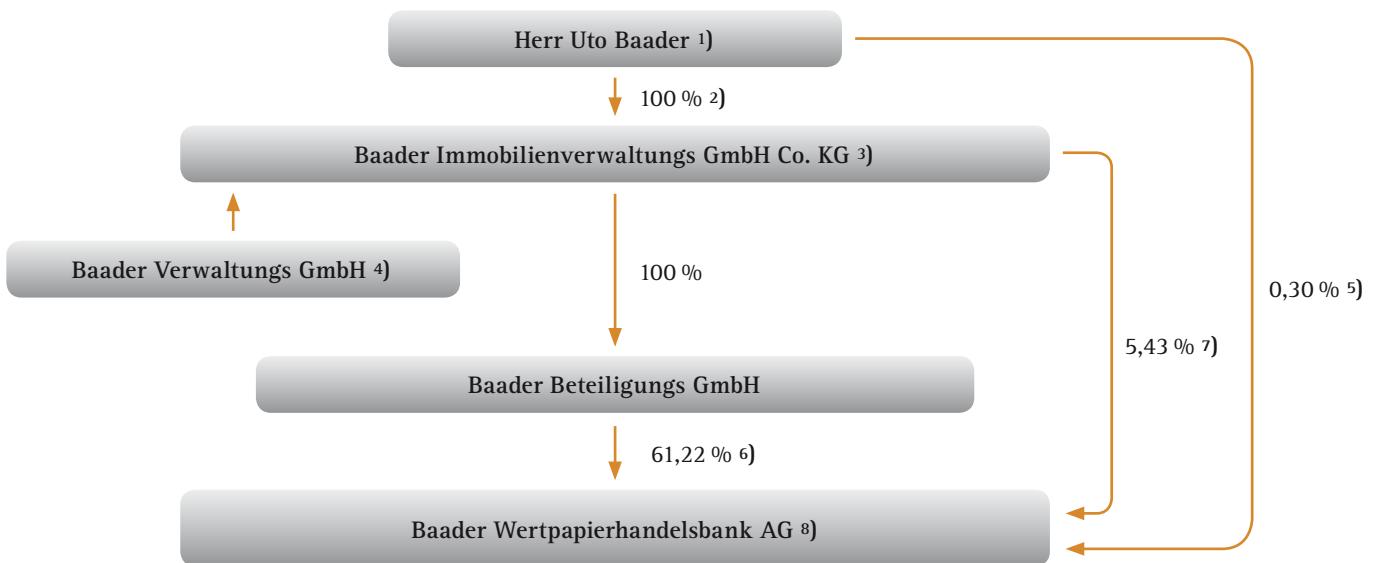 Herr Uto Baader 1)
100 % 2)
Baader Immobilienverwaltungs GmbH Co. KG 3)
Baader Verwaltungs GmbH 4)
100 %
0,30 % 5)
5,43 % 7)
Baader Beteiligungs GmbH
61,22 % 6)
Baader Wertpapierhandelsbank AG 8)